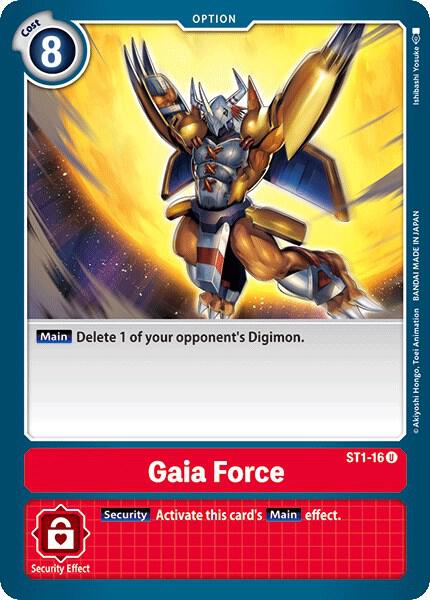 OPTION
Cost
8
Ishibashi Yosuke
Main Delete 1 of your opponent's Digimon.
©Akiyoshi Hongo, Toei Animation BANDAI MADE IN JAPAN
ST1-16 U
Gaia Force
Security Activate this card's Main effect.
Security Effect